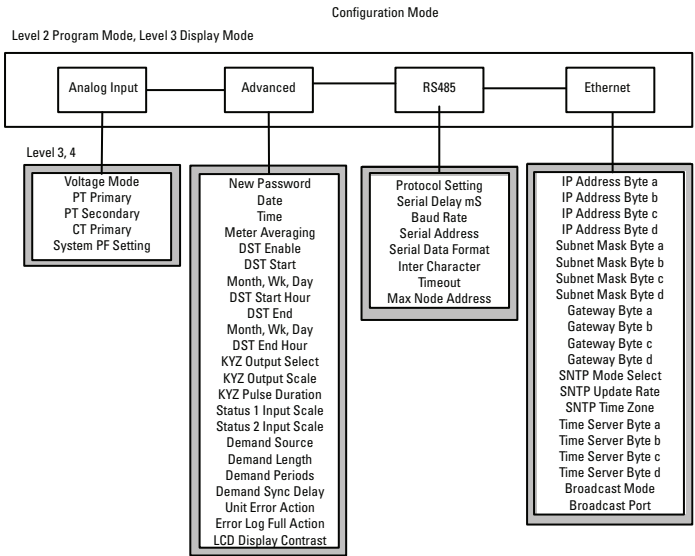 Configuration Mode
Level 2 Program Mode, Level 3 Display Mode
Analog Input
Advanced
RS485
Ethernet
Level 3, 4
Voltage Mode
PT Primary
PT Secondary
CT Primary
System PF Setting
New Password
Date
Time
Meter Averaging
DST Enable
DST Start
Month, Wk, Day
DST Start Hour
DST End
Month, Wk, Day
DST End Hour
KYZ Output Select
KYZ Output Scale
KYZ Pulse Duration
Status 1 Input Scale
Status 2 Input Scale
Demand Source
Demand Length
Demand Periods
Demand Sync Delay
Unit Error Action
Error Log Full Action
LCD Display Contrast
Protocol Setting
Serial Delay mS
Baud Rate
Serial Address
Serial Data Format
Inter Character
Timeout
Max Node Address
IP Address Byte a
IP Address Byte b
IP Address Byte c
IP Address Byte d
Subnet Mask Byte a
Subnet Mask Byte b
Subnet Mask Byte c
Subnet Mask Byte d
Gateway Byte a
Gateway Byte b
Gateway Byte c
Gateway Byte d
SNTP Mode Select
SNTP Update Rate
SNTP Time Zone
Time Server Byte a
Time Server Byte b
Time Server Byte c
Time Server Byte d
Broadcast Mode
Broadcast Port